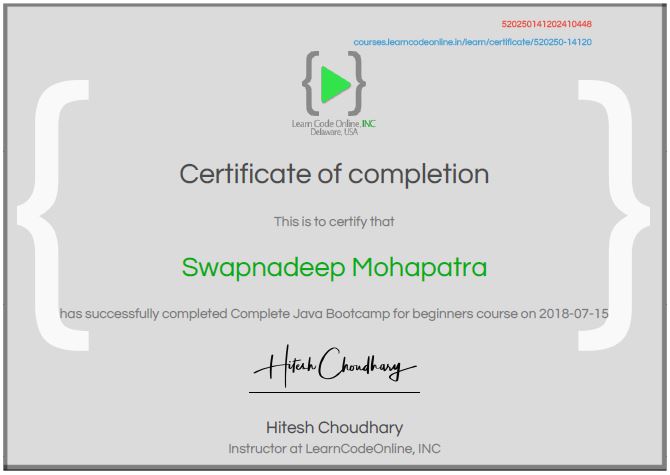 520250141202410448
courses.learncodeonline.in/learn/certificate/520250-14120
Learn Code Online, INC
Delaware, USA
Certificate of completion
This is to certify that
Swapnadeep Mohapatra
has successfully completed Complete Java Bootcamp for beginners course on 2018-07-15
Hitesh Choudhary
Hitesh Choudhary
Instructor at LearnCodeOnline, INC